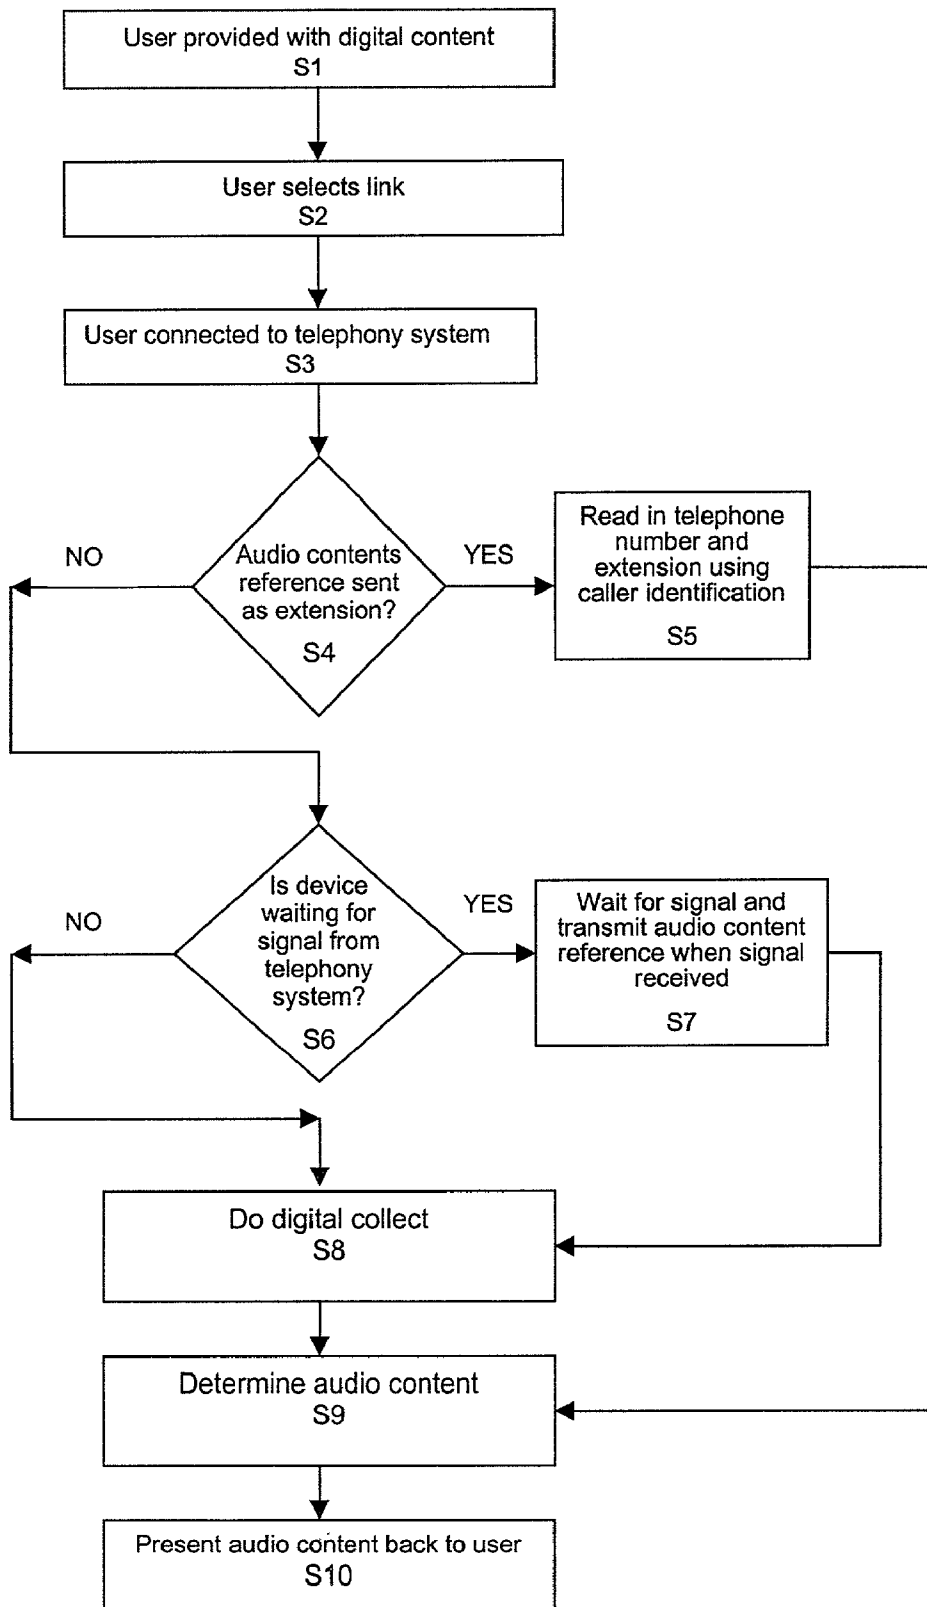 User provided with digital content
S1
User selects link
S2
User connected to telephony system
S3
Audio contents
reference sent
as extension?
S4
NO
YES
Read in telephone
number and
extension using
caller identification
S5
Is device
waiting for
signal from
telephony
system?
S6
NO
YES
Wait for signal and
transmit audio content
reference when signal
received
S7
Do digital collect
S8
Determine audio content
S9
Present audio content back to user
S10